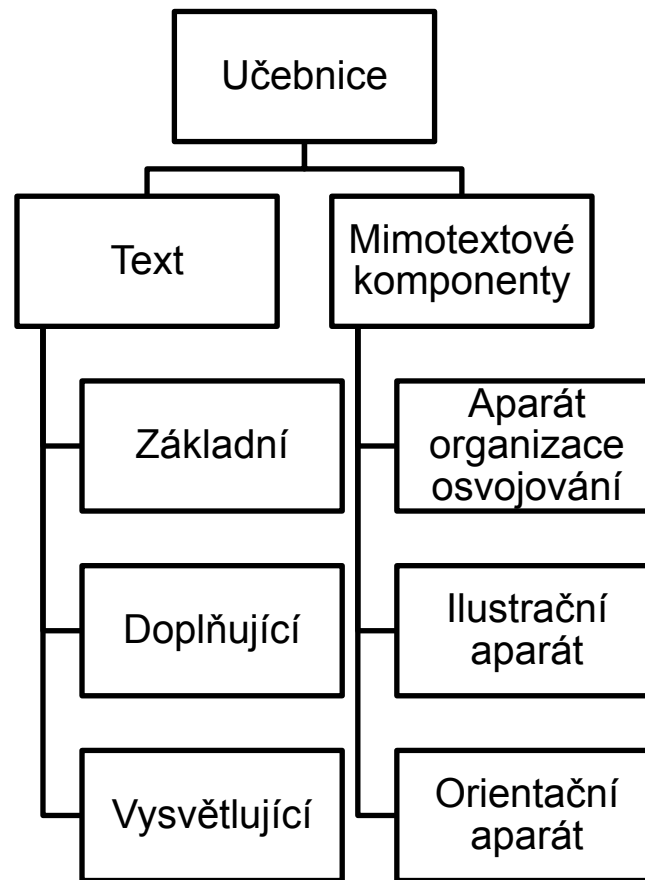 Učebnice
Text
Mimotextové
komponenty
Základní
Aparát
organizace
osvojování
Doplňující
Ilustrační
aparát
Vysvětlující
Orientační
aparát